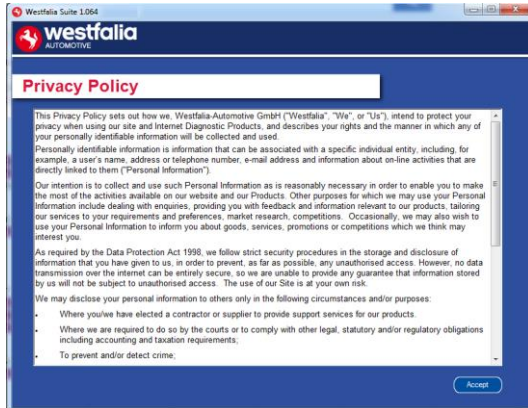 Westfalia Suite 1.064
westfalia
AUTOMOTIVE
Privacy Policy
This Privacy Policy sets out how we, Westfalia-Automotive GmbH ("Westfalia", "We", or "Us"), intend to protect your
privacy when using our site and Internet Diagnostic Products, and describes your rights and the manner in which any of
your personally identifiable information will be collected and used.
Personally identifiable information is information that can be associated with a specific individual entity, including, for
example, a user's name, address or telephone number, e-mail address and information about on-line activities that are
directly linked to them ("Personal Information").
Our intention is to collect and use such Personal Information as is reasonably necessary in order to enable you to make
the most of the activities available on our website and our Products. Other purposes for which we may use your Personal
Information include dealing with enquiries, providing you with feedback and information relevant to our products, tailoring
our services to your requirements and preferences, market research, competitions. Occasionally, we may also wish to
use your Personal Information to inform you about goods, services, promotions or competitions which we think may
interest you.
As required by the Data Protection Act 1998, we follow strict security procedures in the storage and disclosure of
information that you have given to us, in order to prevent, as far as possible, any unauthorised access. However, no data
transmission over the internet can be entirely secure, so we are unable to provide any guarantee that information stored
by us will not be subject to unauthorised access. The use of our Site is at your own risk.
We may disclose your personal information to others only in the following circumstances and/or purposes:
• Where you/we have elected a contractor or supplier to provide support services for our products.
• Where we are required to do so by the courts or to comply with other legal, statutory and/or regulatory obligations
including accounting and taxation requirements;
• To prevent and/or detect crime;
Accept